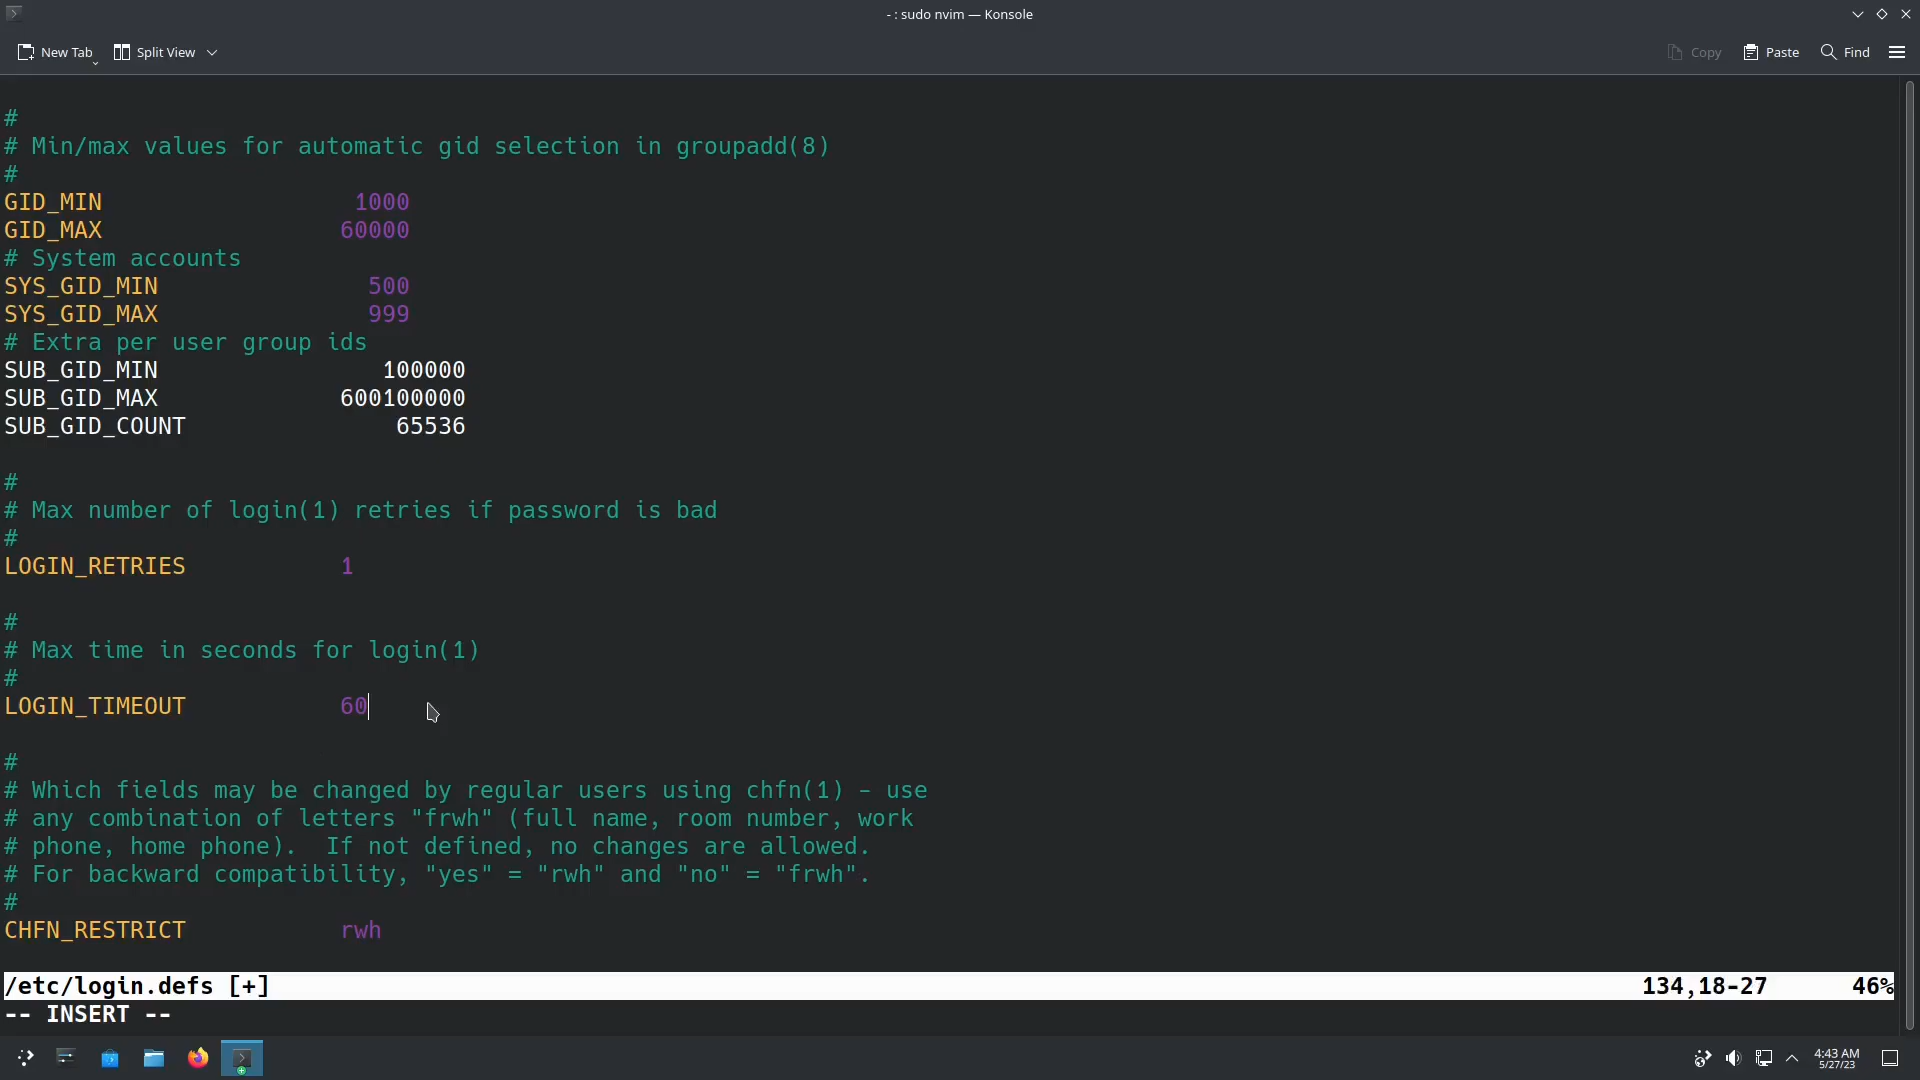 - : sudo nvim — Konsole
New Tab
Split View
Copy
Paste
Find
#
# Min/max values for automatic gid selection in groupadd(8)
#
GID_MIN 1000
GID_MAX 60000
# System accounts
SYS_GID_MIN 500
SYS_GID_MAX 999
# Extra per user group ids
SUB_GID_MIN 100000
SUB_GID_MAX 600100000
SUB_GID_COUNT 65536
#
# Max number of login(1) retries if password is bad
#
LOGIN_RETRIES 1
#
# Max time in seconds for login(1)
#
LOGIN_TIMEOUT 60
#
# Which fields may be changed by regular users using chfn(1) - use
# any combination of letters "frwh" (full name, room number, work
# phone, home phone).  If not defined, no changes are allowed.
# For backward compatibility, "yes" = "rwh" and "no" = "frwh".
#
CHFN_RESTRICT rwh
/etc/login.defs [+] 134,18-27 46%
-- INSERT --
4:43 AM
5/27/23